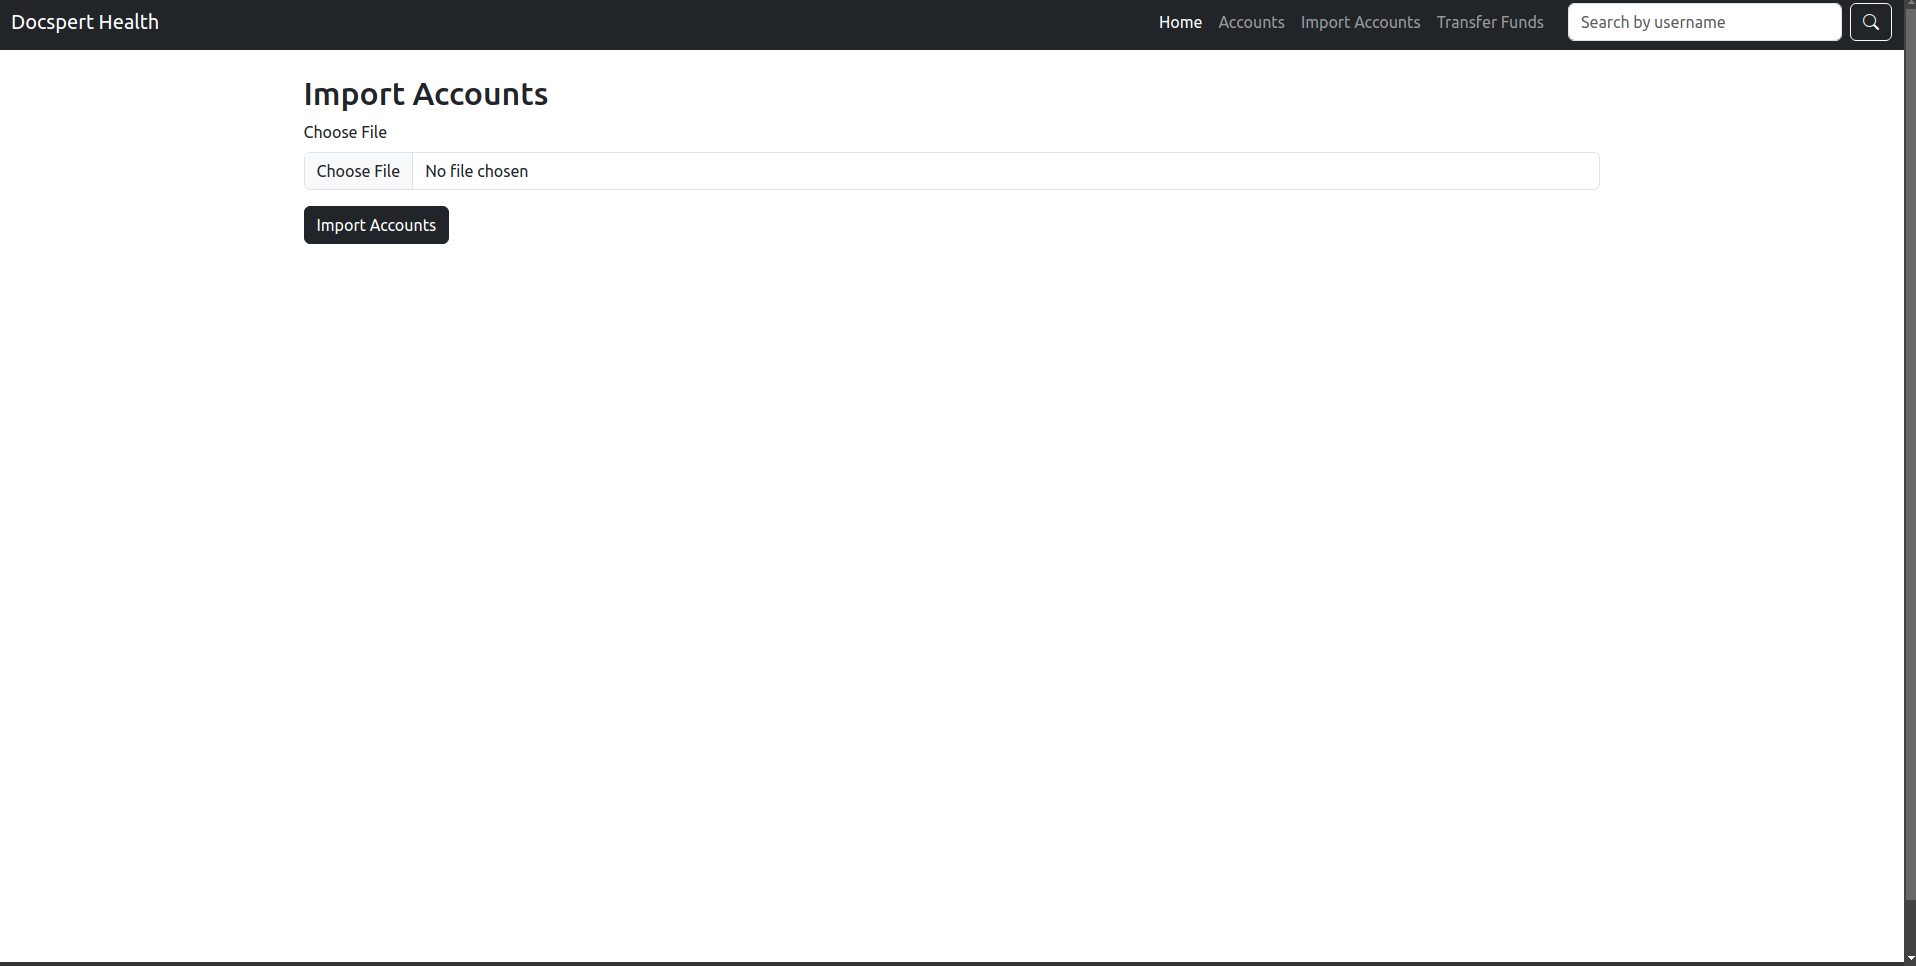 Docspert Health Home Accounts Import Accounts Transfer Funds Search by username
Import Accounts
Choose File
Choose File No file chosen
Import Accounts